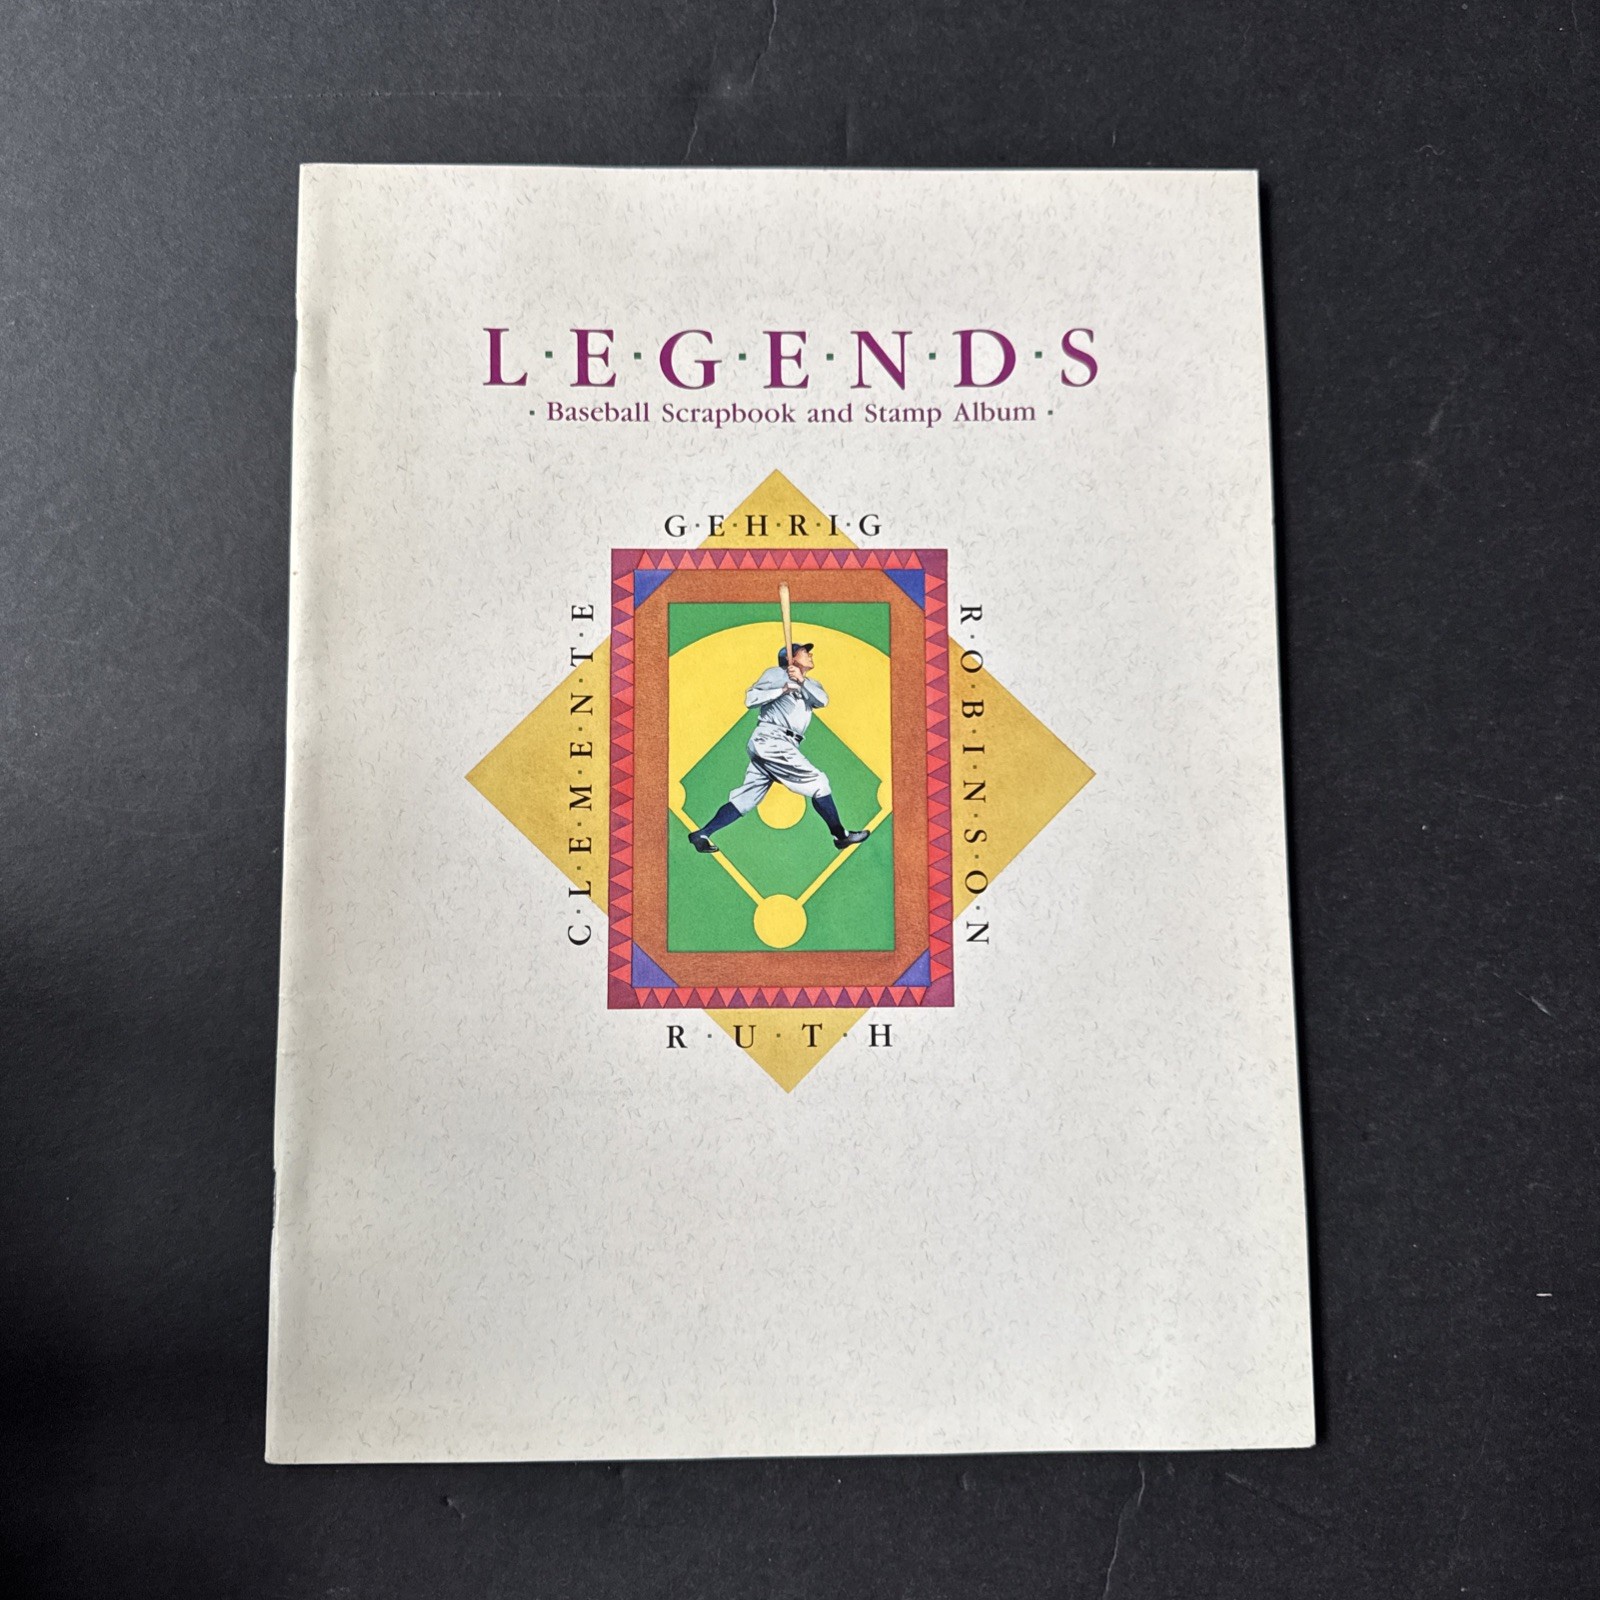 L·E·G·E·N·D·S
· Baseball Scrapbook and Stamp Album ·
G·E·H·R·I·G
C·L·E·M·E·N·T·E
R·O·B·I·N·S·O·N
R·U·T·H